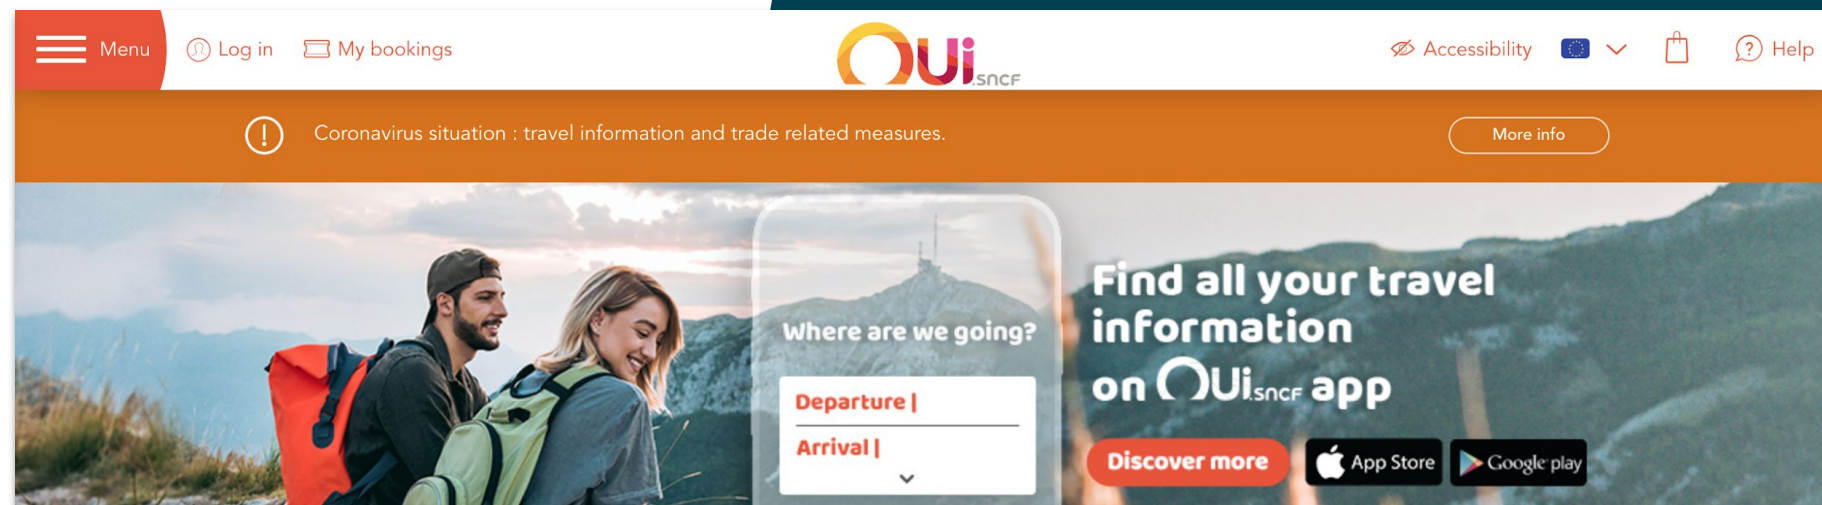 Menu
Log in
My bookings
OUi.SNCF
Accessibility
Help
Coronavirus situation : travel information and trade related measures.
More info
Where are we going?
Departure |
Arrival |
Find all your travel
information
on OUi.SNCF app
Discover more
App Store
Google play